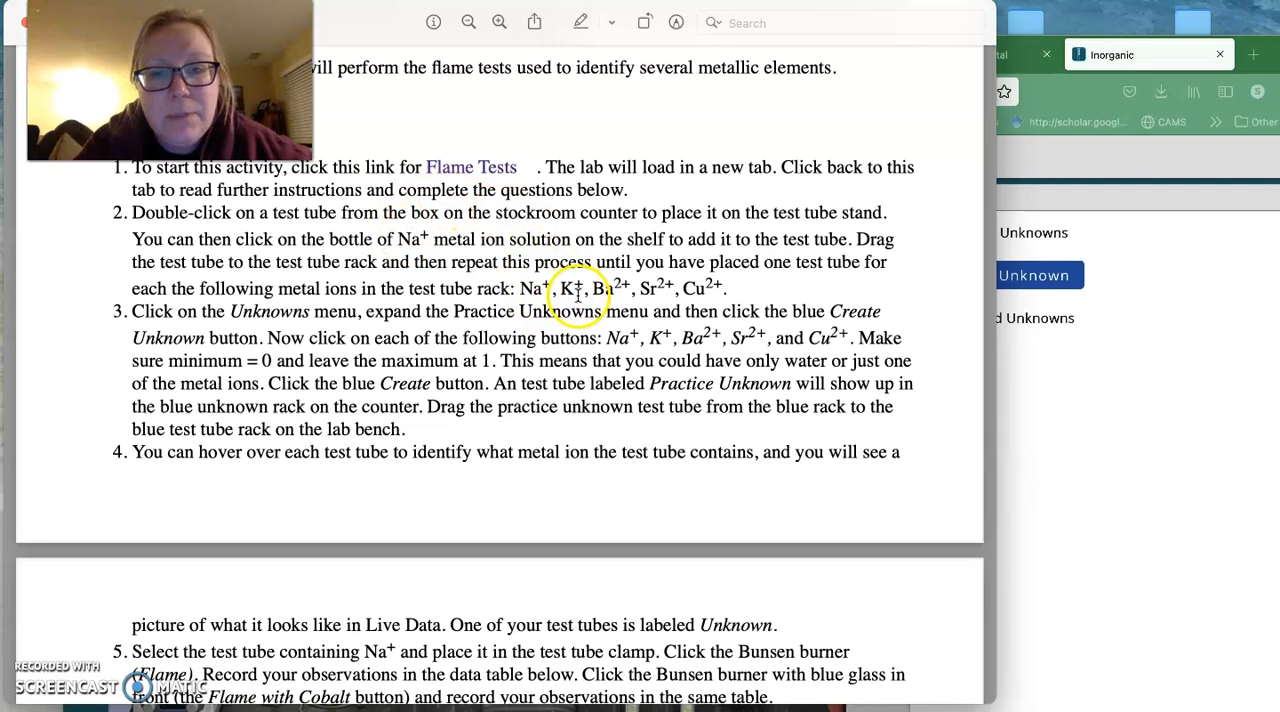 Search
tal
Inorganic
http://scholar.googl...
CAMS
Other
will perform the flame tests used to identify several metallic elements.
1. To start this activity, click this link for Flame Tests . The lab will load in a new tab. Click back to this
tab to read further instructions and complete the questions below.
2. Double-click on a test tube from the box on the stockroom counter to place it on the test tube stand.
You can then click on the bottle of Na⁺ metal ion solution on the shelf to add it to the test tube. Drag
the test tube to the test tube rack and then repeat this process until you have placed one test tube for
each the following metal ions in the test tube rack: Na⁺, K⁺, Ba²⁺, Sr²⁺, Cu²⁺.
3. Click on the Unknowns menu, expand the Practice Unknowns menu and then click the blue Create
Unknown button. Now click on each of the following buttons: Na⁺, K⁺, Ba²⁺, Sr²⁺, and Cu²⁺. Make
sure minimum = 0 and leave the maximum at 1. This means that you could have only water or just one
of the metal ions. Click the blue Create button. An test tube labeled Practice Unknown will show up in
the blue unknown rack on the counter. Drag the practice unknown test tube from the blue rack to the
blue test tube rack on the lab bench.
4. You can hover over each test tube to identify what metal ion the test tube contains, and you will see a
picture of what it looks like in Live Data. One of your test tubes is labeled Unknown.
5. Select the test tube containing Na⁺ and place it in the test tube clamp. Click the Bunsen burner
(Flame). Record your observations in the data table below. Click the Bunsen burner with blue glass in
front (the Flame with Cobalt button) and record your observations in the same table.
Unknowns
Unknown
d Unknowns
S
RECORDED WITH
SCREENCAST MATIC